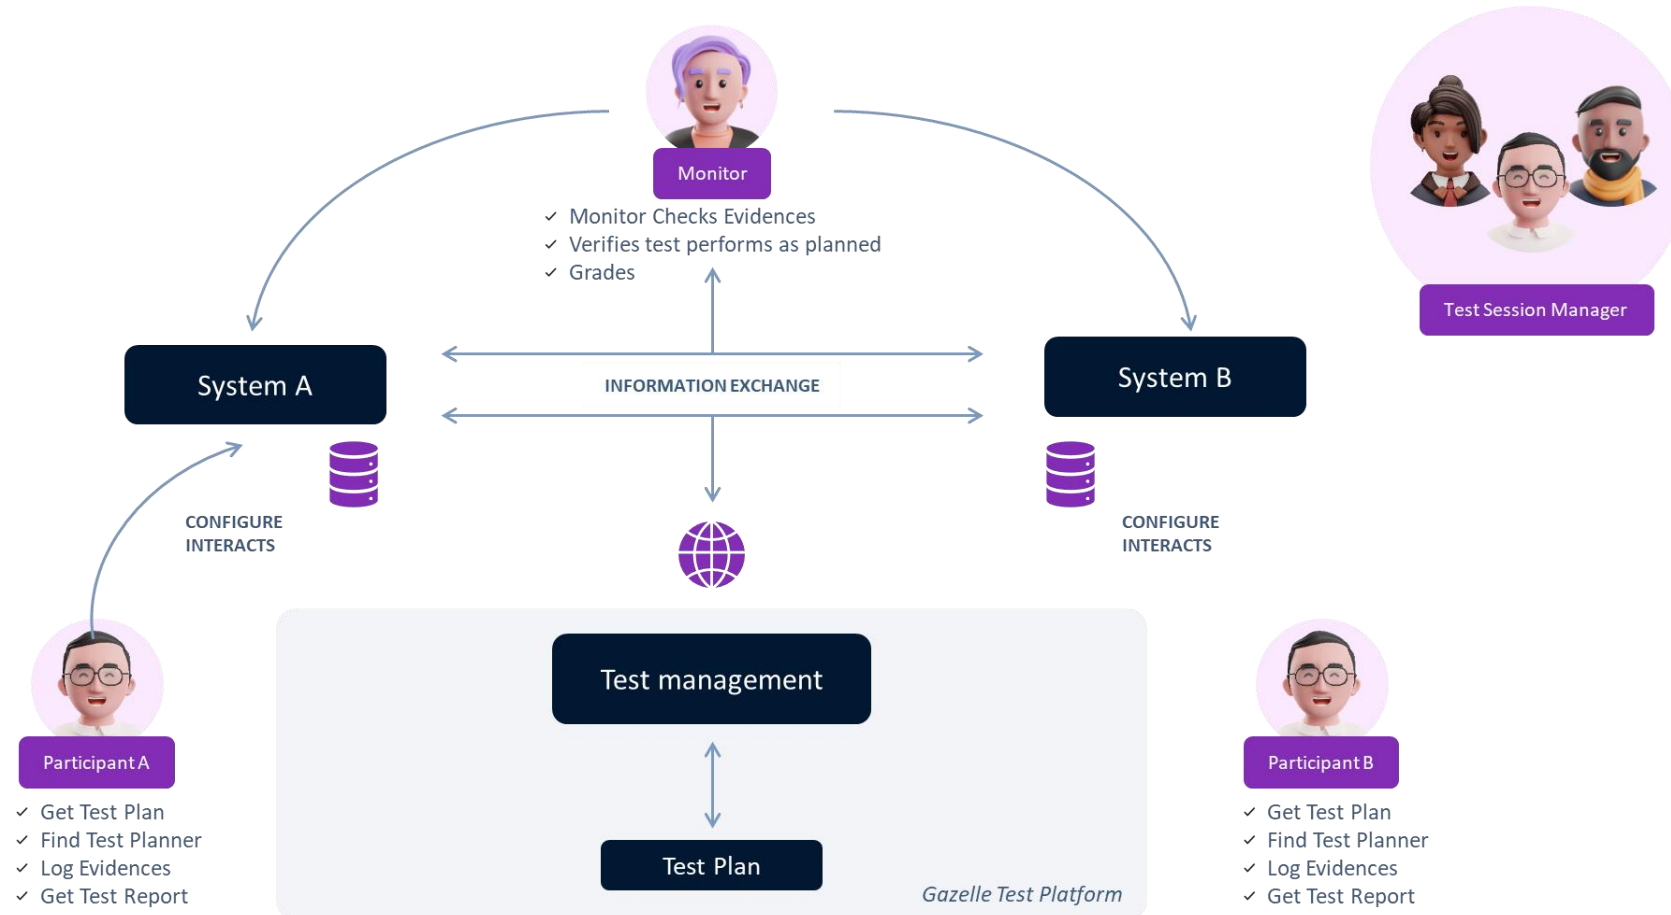 Monitor
Monitor Checks Evidences
Verifies test performs as planned
Grades
Test Session Manager
System A
INFORMATION EXCHANGE
System B
CONFIGURE
INTERACTS
CONFIGURE
INTERACTS
Test management
Test Plan
Gazelle Test Platform
Participant A
Get Test Plan
Find Test Planner
Log Evidences
Get Test Report
Participant B
Get Test Plan
Find Test Planner
Log Evidences
Get Test Report